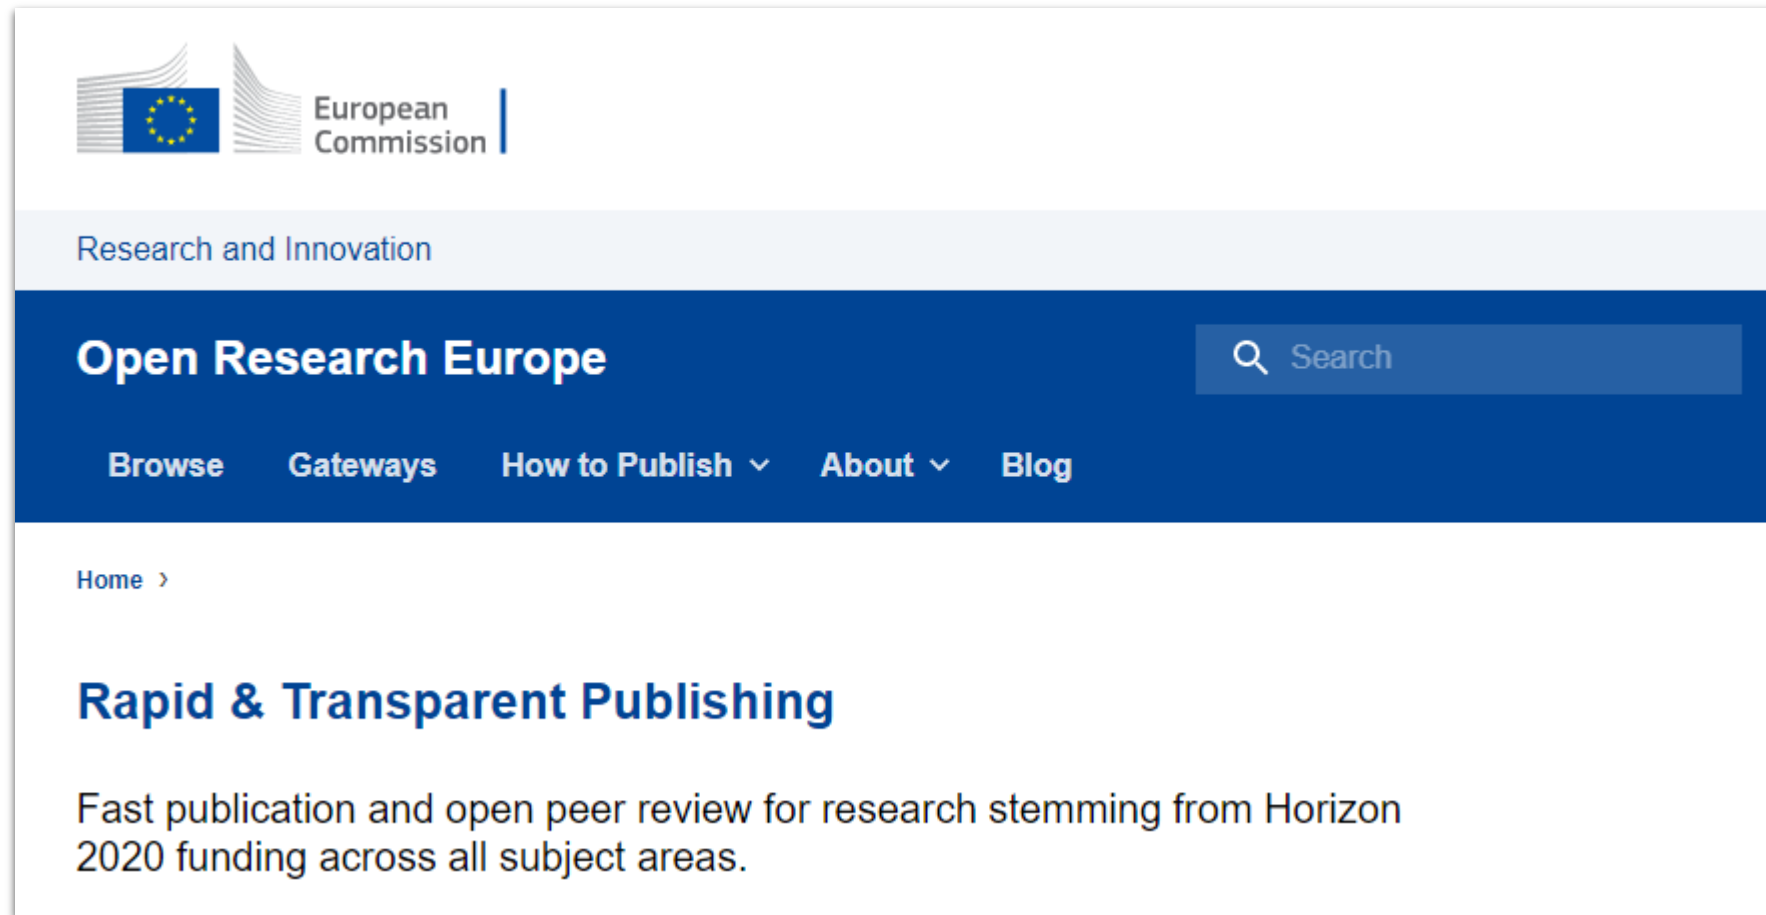 European
Commission
Research and Innovation
Open Research Europe
Search
Browse Gateways How to Publish About Blog
Home
Rapid & Transparent Publishing
Fast publication and open peer review for research stemming from Horizon
2020 funding across all subject areas.